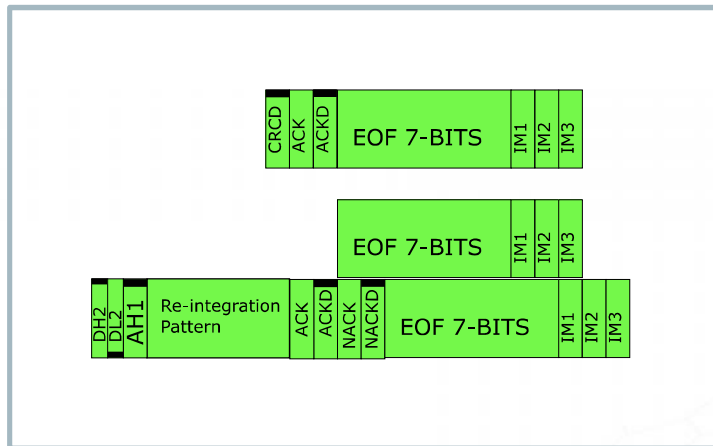 CRCD
ACK
ACKD
EOF 7-BITS
IM1
IM2
IM3
EOF 7-BITS
IM1
IM2
IM3
DH2
DL2
AH1
Re-integration
Pattern
ACK
ACKD
NACK
NACKD
EOF 7-BITS
IM1
IM2
IM3